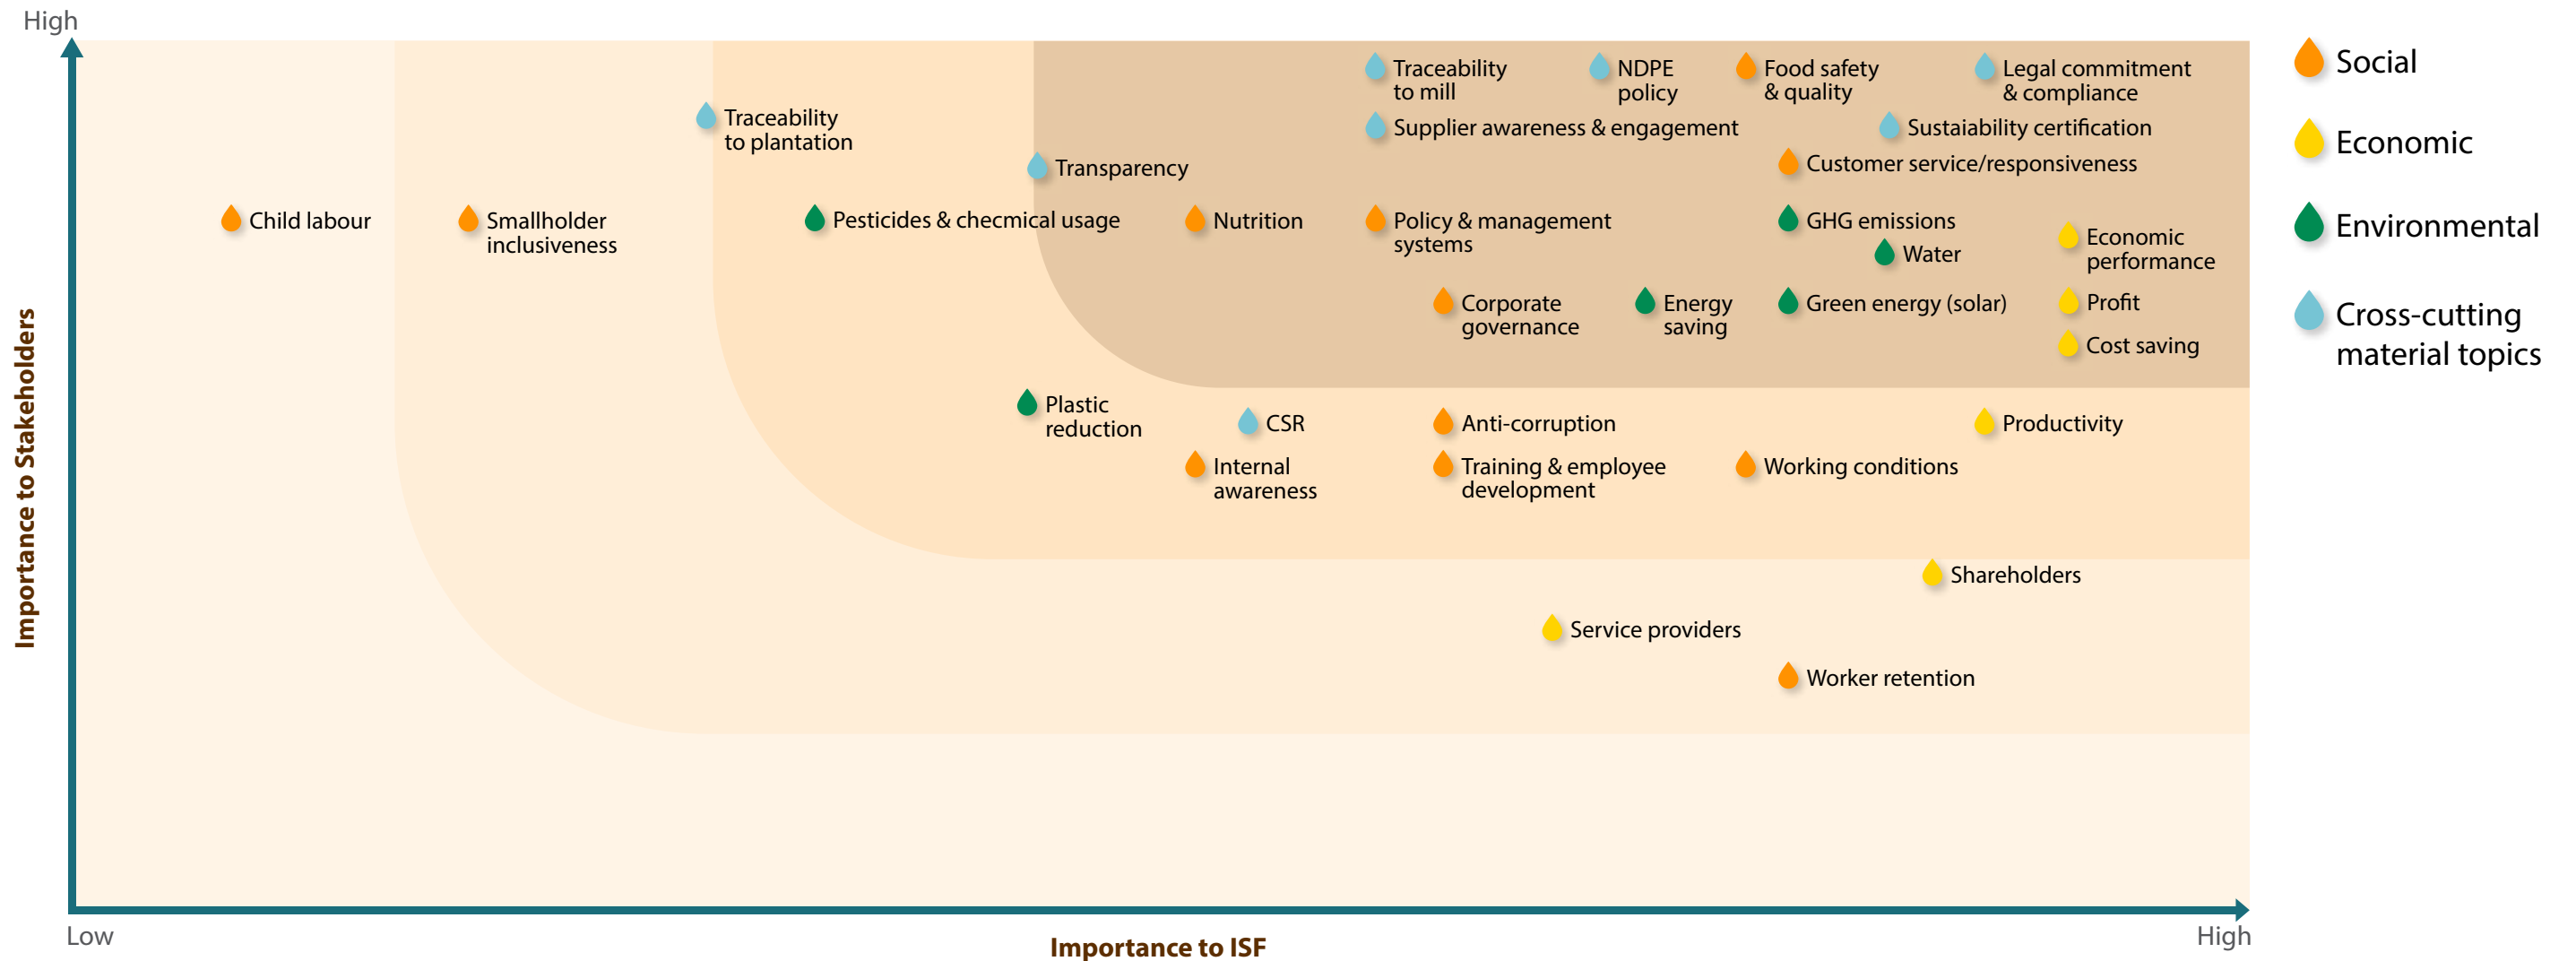 High
Traceability
to mill
NDPE
policy
Food safety
& quality
Legal commitment
& compliance
Traceability
to plantation
Supplier awareness & engagement
Sustaiability certification
Transparency
Customer service/responsiveness
Child labour
Smallholder
inclusiveness
Pesticides & checmical usage
Nutrition
Policy & management
systems
GHG emissions
Water
Economic
performance
Corporate
governance
Energy
saving
Green energy (solar)
Profit
Cost saving
Plastic
reduction
CSR
Anti-corruption
Productivity
Internal
awareness
Training & employee
development
Working conditions
Shareholders
Service providers
Worker retention
Importance to Stakeholders
Low
Importance to ISF
High
Social
Economic
Environmental
Cross-cutting
material topics